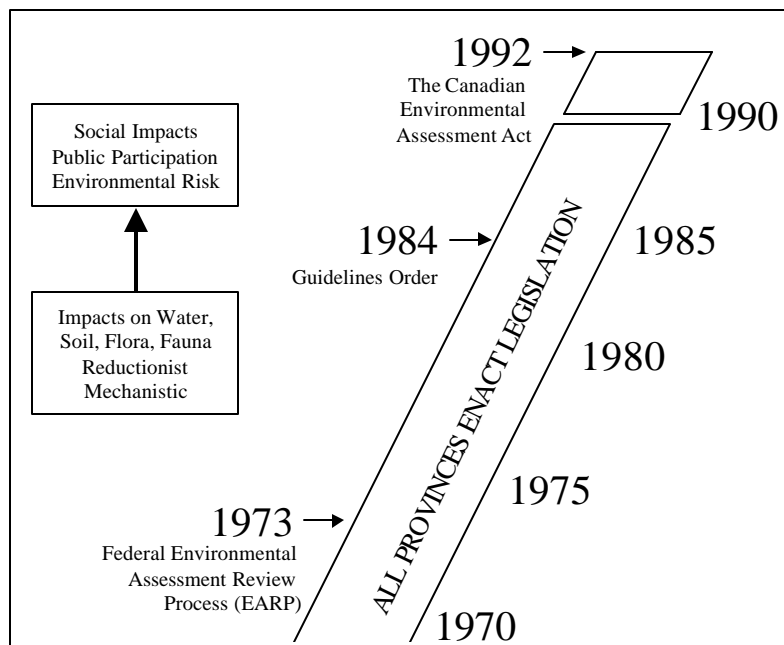 1992
The Canadian
Environmental
Assessment Act
1990
Social Impacts
Public Participation
Environmental Risk
1984
Guidelines Order
1985
Impacts on Water,
Soil, Flora, Fauna
Reductionist
Mechanistic
1980
ALL PROVINCES ENACT LEGISLATION
1975
1973
Federal Environmental
Assessment Review
Process (EARP)
1970